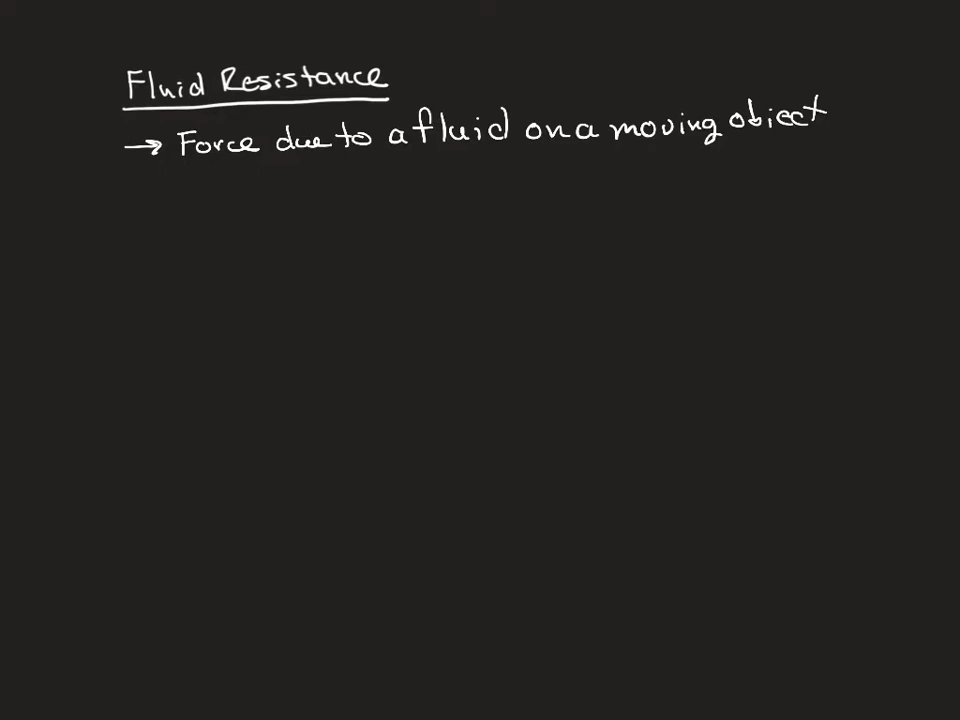 Fluid Resistance
→ Force due to a fluid on a moving object